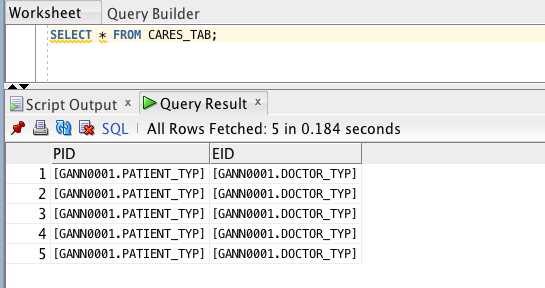 Worksheet Query Builder
SELECT * FROM CARES_TAB;
Script Output x Query Result x
SQL All Rows Fetched: 5 in 0.184 seconds
PID EID
1 [GANN0001.PATIENT_TYP] [GANN0001.DOCTOR_TYP]
2 [GANN0001.PATIENT_TYP] [GANN0001.DOCTOR_TYP]
3 [GANN0001.PATIENT_TYP] [GANN0001.DOCTOR_TYP]
4 [GANN0001.PATIENT_TYP] [GANN0001.DOCTOR_TYP]
5 [GANN0001.PATIENT_TYP] [GANN0001.DOCTOR_TYP]